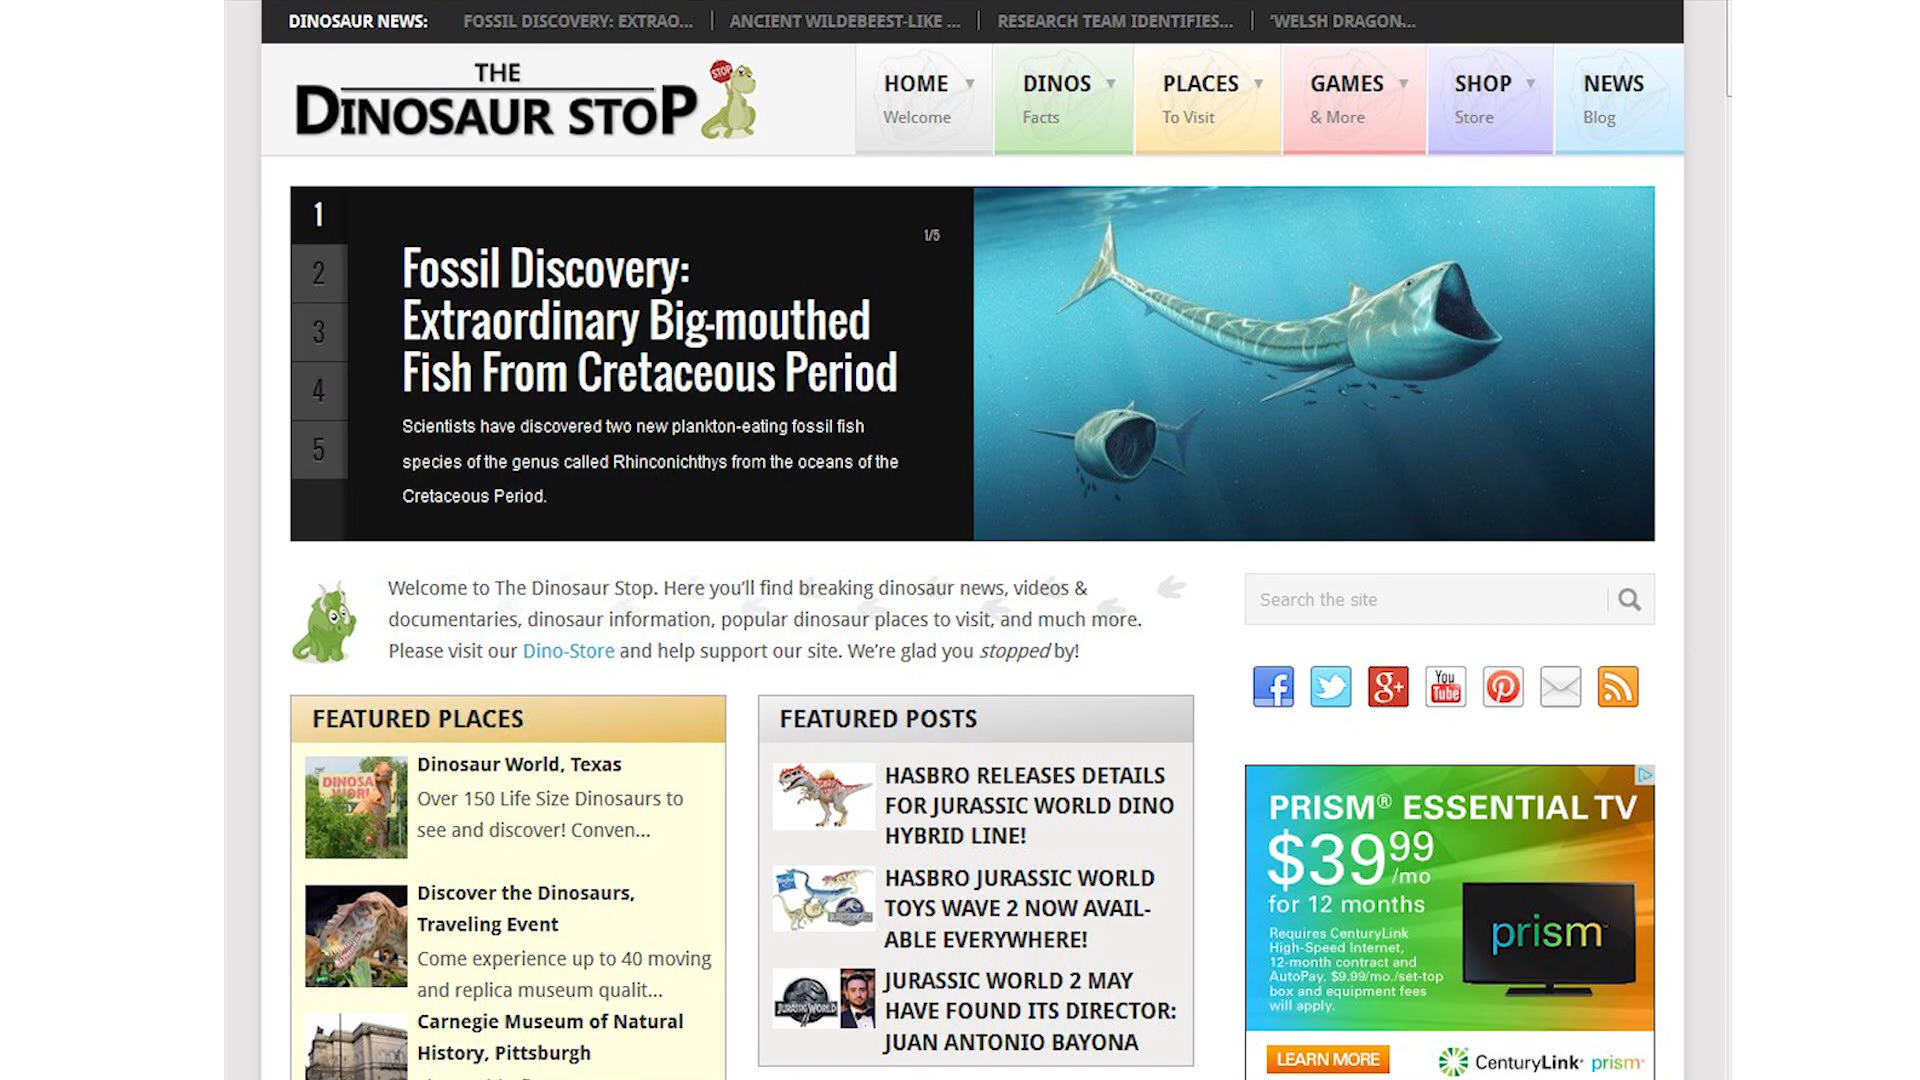 DINOSAUR NEWS: FOSSIL DISCOVERY: EXTRAO... ANCIENT WILDEBEEST-LIKE ... RESEARCH TEAM IDENTIFIES... 'WELSH DRAGON...
THE
DINOSAUR STOP
STOP
HOME
Welcome
DINOS
Facts
PLACES
To Visit
GAMES
& More
SHOP
Store
NEWS
Blog
1
2
3
4
5
1/5
Fossil Discovery:
Extraordinary Big-mouthed
Fish From Cretaceous Period
Scientists have discovered two new plankton-eating fossil fish
species of the genus called Rhinconichthys from the oceans of the
Cretaceous Period.
Welcome to The Dinosaur Stop. Here you'll find breaking dinosaur news, videos &
documentaries, dinosaur information, popular dinosaur places to visit, and much more.
Please visit our Dino-Store and help support our site. We're glad you stopped by!
Search the site
You
Tube
FEATURED PLACES
Dinosaur World, Texas
Over 150 Life Size Dinosaurs to
see and discover! Conven...
Discover the Dinosaurs,
Traveling Event
Come experience up to 40 moving
and replica museum qualit...
Carnegie Museum of Natural
History, Pittsburgh
FEATURED POSTS
HASBRO RELEASES DETAILS
FOR JURASSIC WORLD DINO
HYBRID LINE!
HASBRO JURASSIC WORLD
TOYS WAVE 2 NOW AVAIL-
ABLE EVERYWHERE!
JURASSIC WORLD
JURASSIC WORLD 2 MAY
HAVE FOUND ITS DIRECTOR:
JUAN ANTONIO BAYONA
PRISM® ESSENTIAL TV
$39.99
/mo
for 12 months
Requires CenturyLink
High-Speed Internet,
12-month contract and
AutoPay. $9.99/mo./set-top
box and equipment fees
will apply.
prism™
LEARN MORE
CenturyLink® prism®